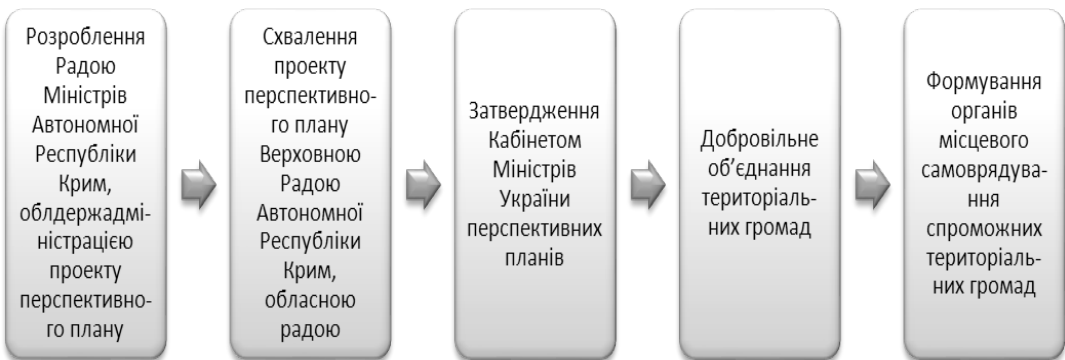 Розроблення
Радою
Міністрів
Автономної
Республіки
Крим,
облдержадмі-
ністрацією
проекту
перспективно-
го плану
Схвалення
проекту
перспективно-
го плану
Верховною
Радою
Автономної
Республіки
Крим,
обласною
радою
Затвердження
Кабінетом
Міністрів
України
перспективних
планів
Добровільне
об’єднання
територіаль-
них громад
Формування
органів
місцевого
самоврядува-
ння
спроможних
територіаль-
них громад